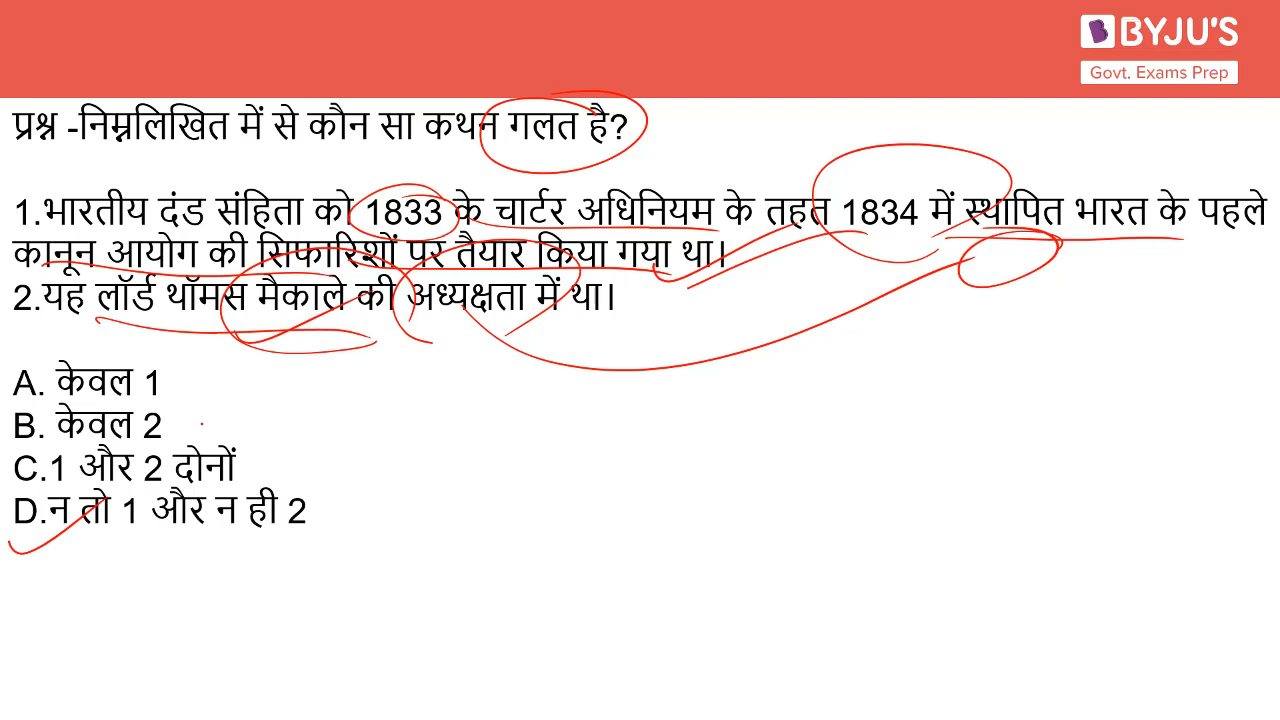 BYJU'S
Govt. Exams Prep
प्रश्न -निम्नलिखित में से कौन सा कथन गलत है?
1.भारतीय दंड संहिता को 1833 के चार्टर अधिनियम के तहत 1834 में स्थापित भारत के पहले
कानून आयोग की सिफारिशों पर तैयार किया गया था।
2.यह लॉर्ड थॉमस मैकाले की अध्यक्षता में था।
A. केवल 1
B. केवल 2
C.1 और 2 दोनों
D.न तो 1 और न ही 2